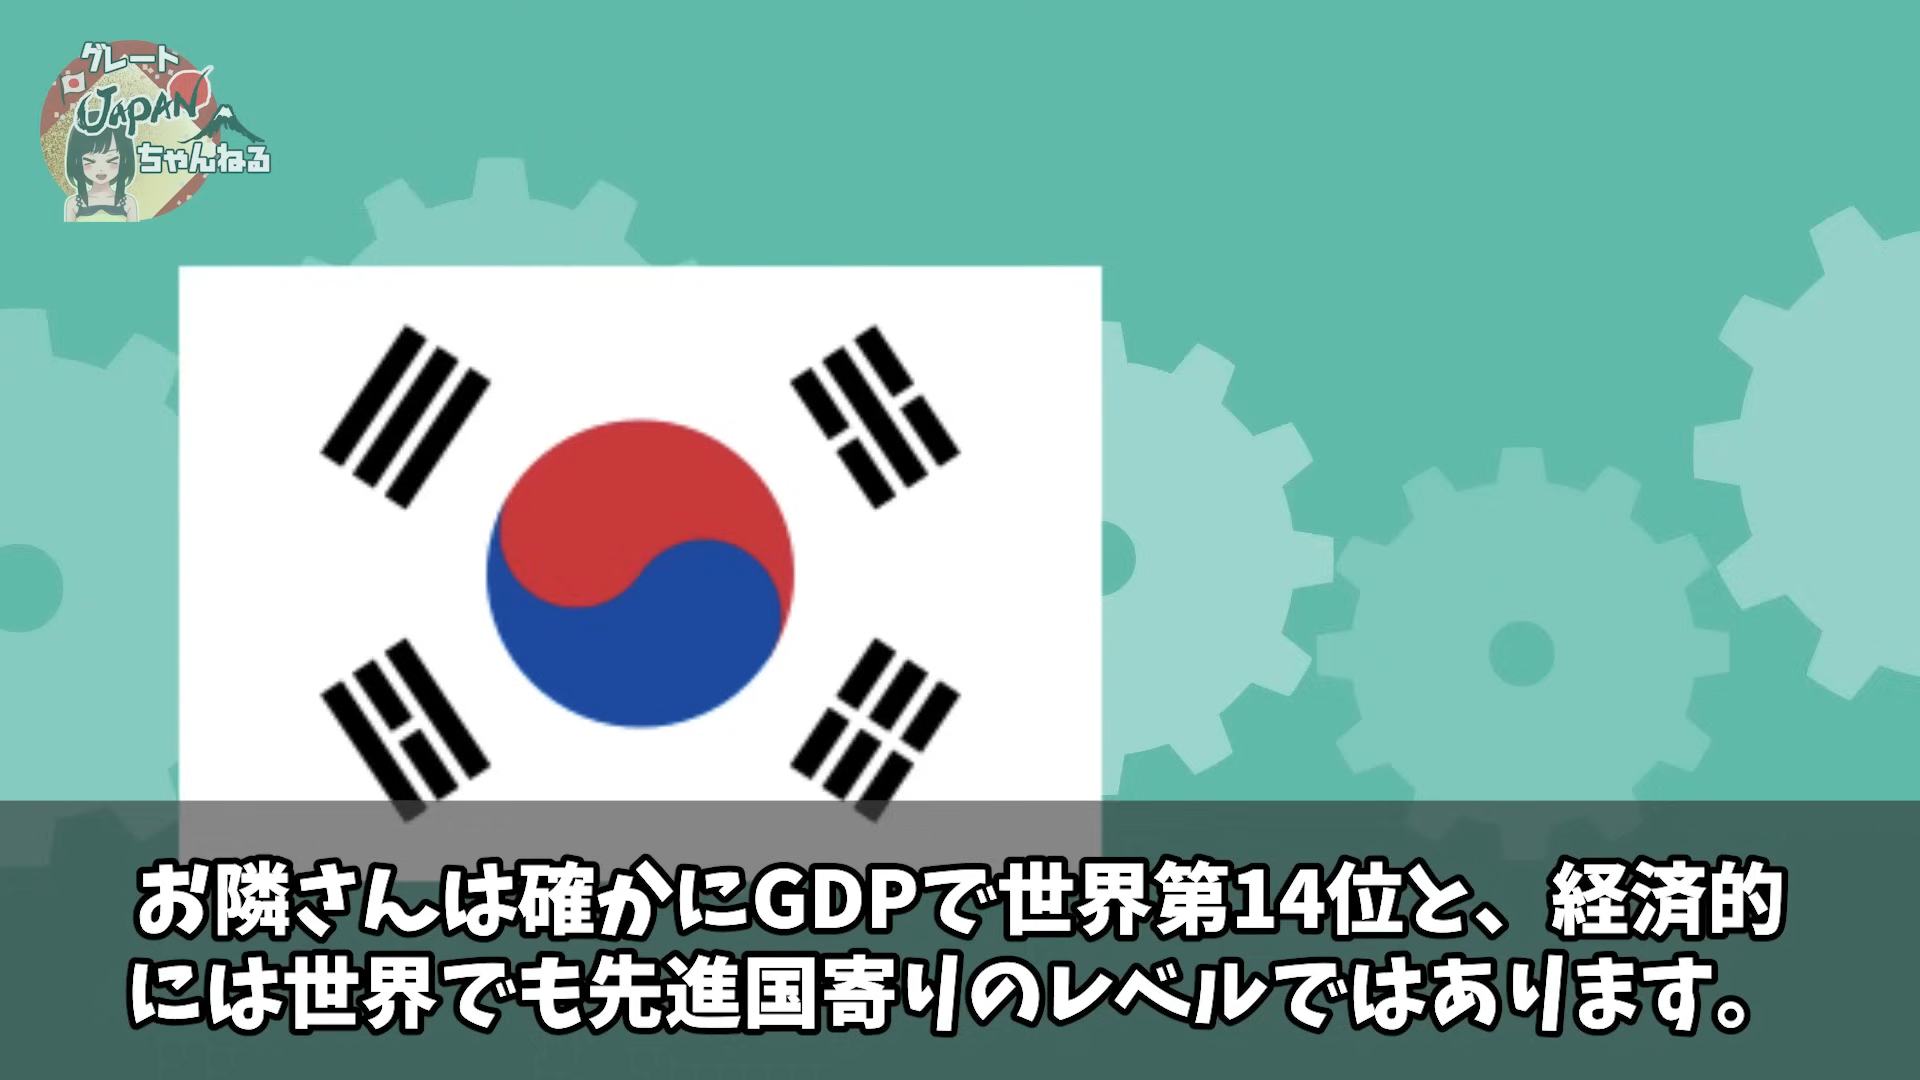 グレート
JAPAN
ちゃんねる
お隣さんは確かにGDPで世界第14位と、経済的
には世界でも先進国寄りのレベルではあります。